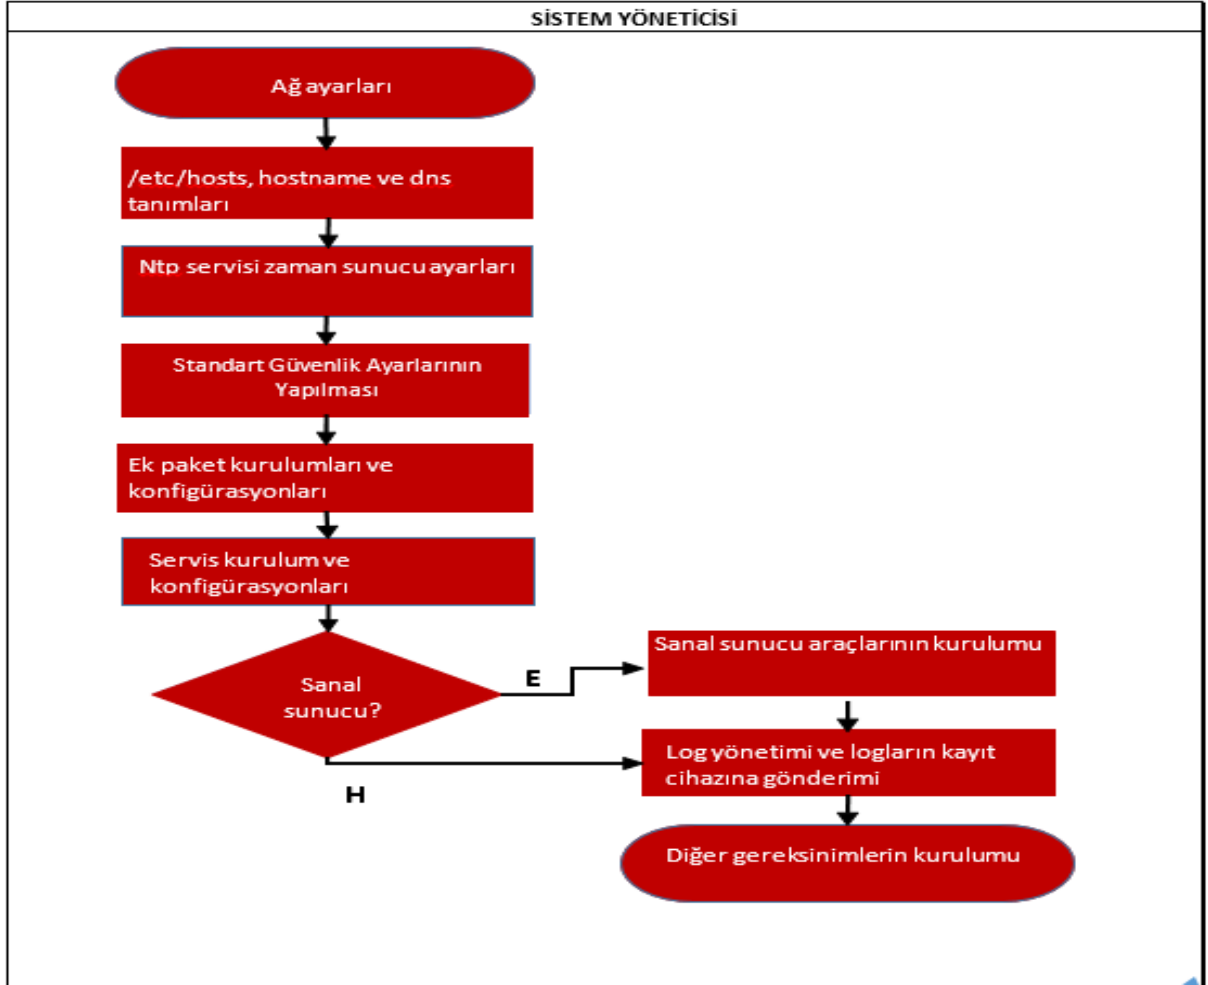 SİSTEM YÖNETİCİSİ
Ağ ayarları
/etc/hosts, hostname ve dns
tanımları
Ntp servisi zaman sunucu ayarları
Standart Güvenlik Ayarlarının
Yapılması
Ek paket kurulumları ve
konfigürasyonları
Servis kurulum ve
konfigürasyonları
Sanal
sunucu?
E
Sanal sunucu araçlarının kurulumu
H
Log yönetimi ve logların kayıt
cihazına gönderimi
Diğer gereksinimlerin kurulumu